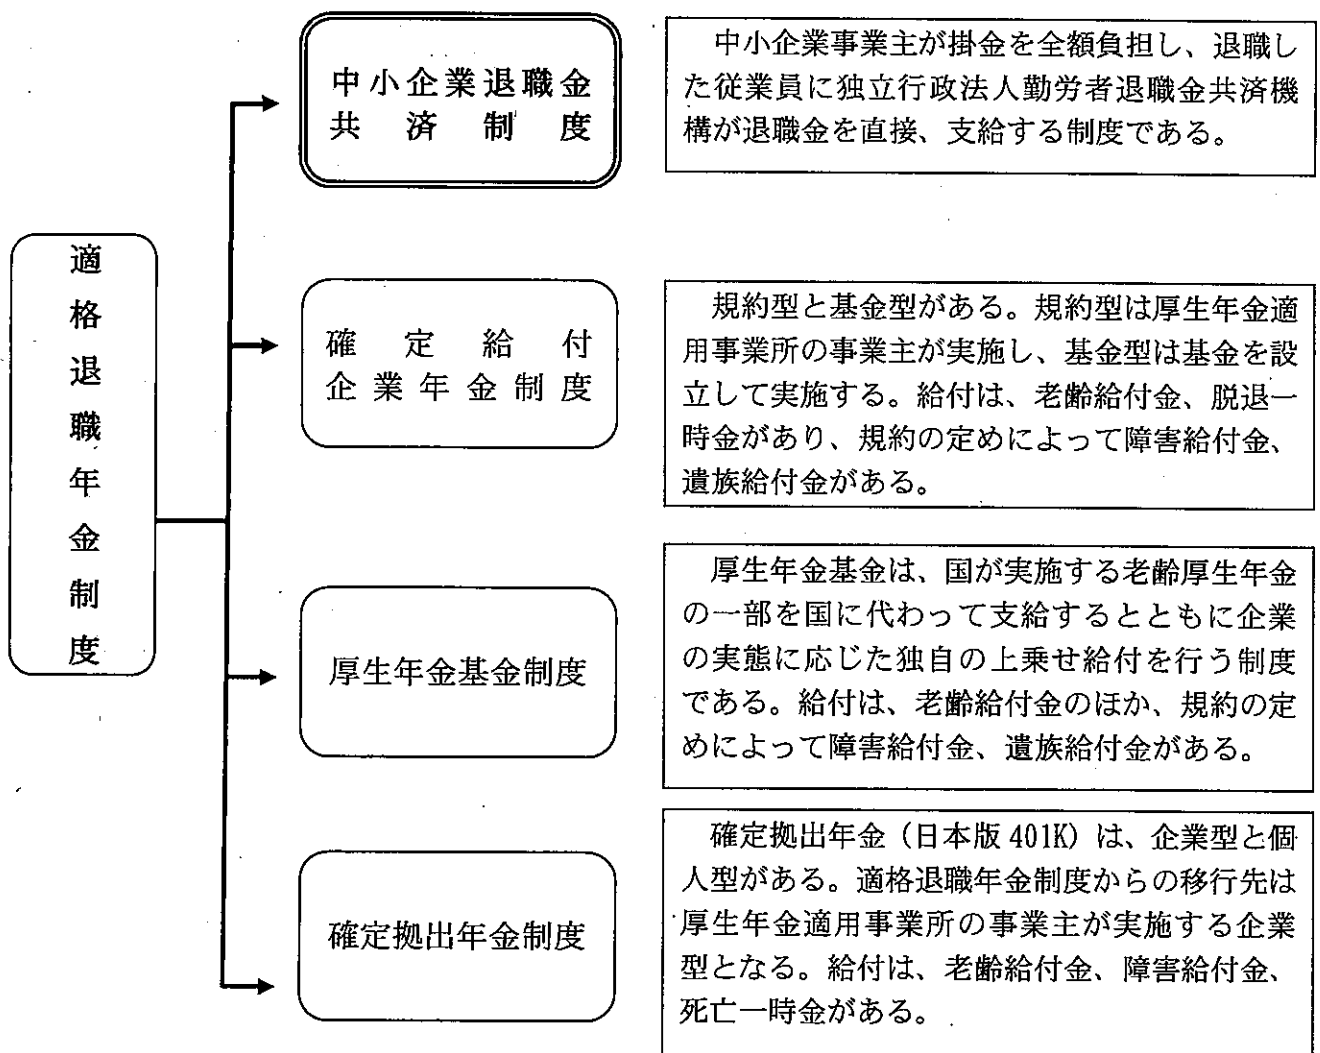 適格退職年金制度
中小企業退職金
共済制度
中小企業事業主が掛金を全額負担し、退職し
た従業員に独立行政法人勤労者退職金共済機
構が退職金を直接、支給する制度である。
確定給付
企業年金制度
規約型と基金型がある。規約型は厚生年金適
用事業所の事業主が実施し、基金型は基金を設
立して実施する。給付は、老齢給付金、脱退一
時金があり、規約の定めによって障害給付金、
遺族給付金がある。
厚生年金基金制度
厚生年金基金は、国が実施する老齢厚生年金
の一部を国に代わって支給するとともに企業
の実態に応じた独自の上乗せ給付を行う制度
である。給付は、老齢給付金のほか、規約の定
めによって障害給付金、遺族給付金がある。
確定拠出年金制度
確定拠出年金（日本版 401K）は、企業型と個
人型がある。適格退職年金制度からの移行先は
厚生年金適用事業所の事業主が実施する企業
型となる。給付は、老齢給付金、障害給付金、
死亡一時金がある。